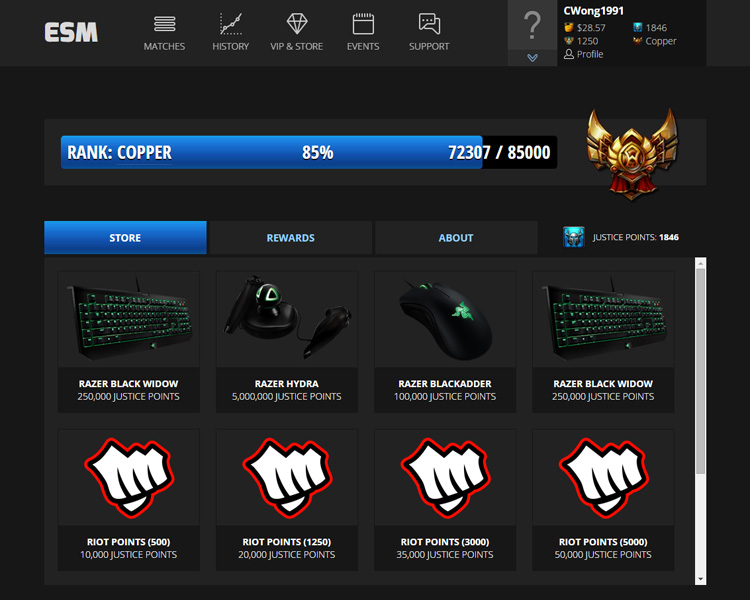 ESM
MATCHES
HISTORY
VIP & STORE
EVENTS
SUPPORT
?
CWong1991
$28.57
1846
1250
Copper
Profile
RANK: COPPER
85%
72307 / 85000
STORE
REWARDS
ABOUT
JUSTICE POINTS: 1846
RAZER BLACK WIDOW
250,000 JUSTICE POINTS
RAZER HYDRA
5,000,000 JUSTICE POINTS
RAZER BLACKADDER
100,000 JUSTICE POINTS
RAZER BLACK WIDOW
250,000 JUSTICE POINTS
RIOT POINTS (500)
10,000 JUSTICE POINTS
RIOT POINTS (1250)
20,000 JUSTICE POINTS
RIOT POINTS (3000)
35,000 JUSTICE POINTS
RIOT POINTS (5000)
50,000 JUSTICE POINTS